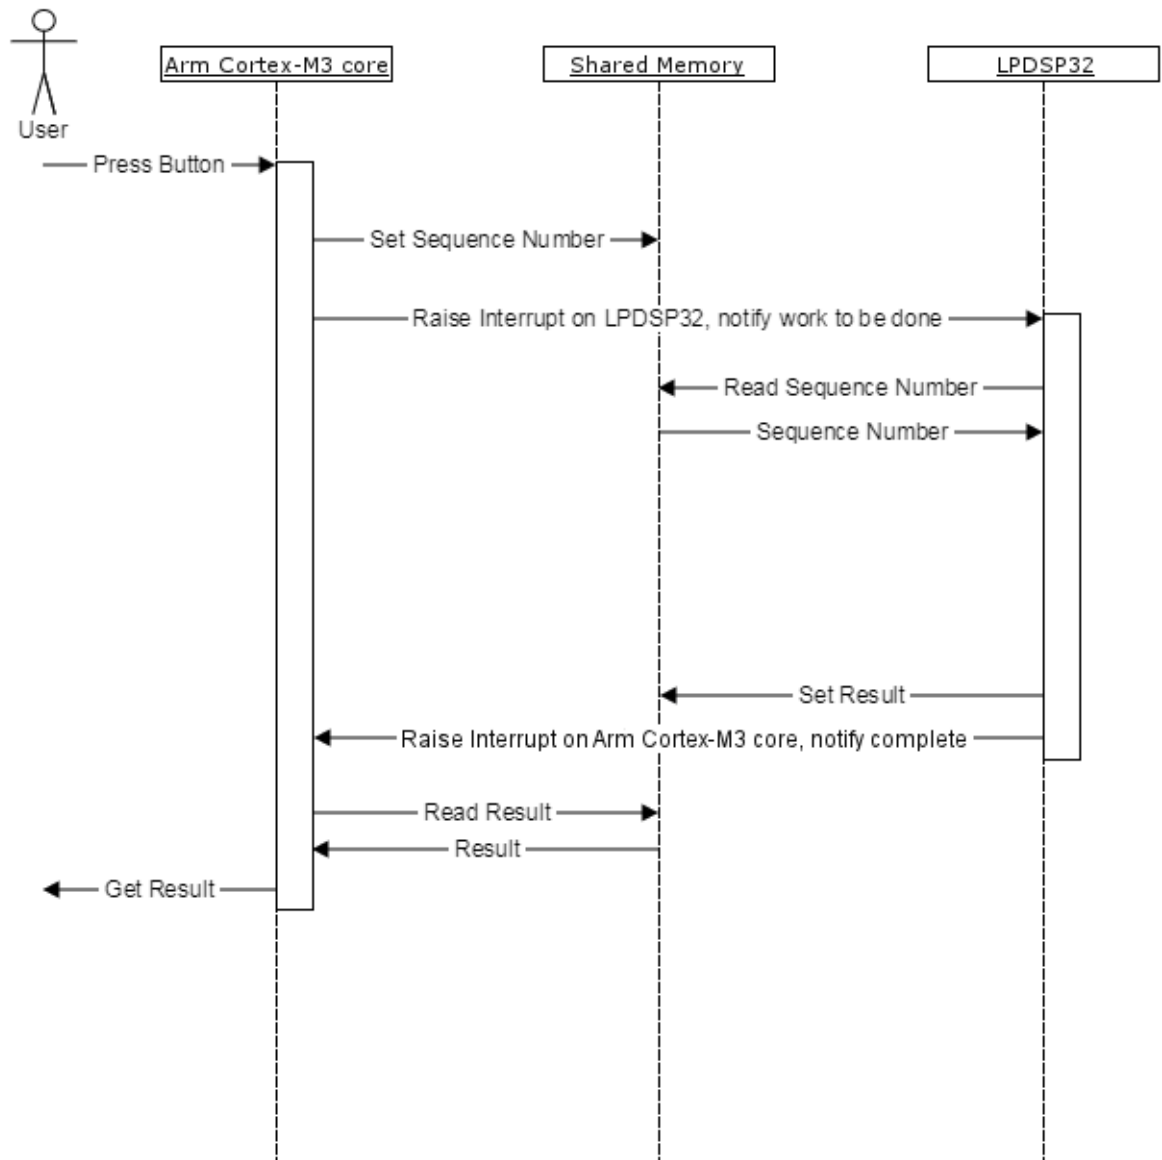 Arm Cortex-M3 core
Shared Memory
LPDSP32
User
Press Button
Set Sequence Number
Raise Interrupt on LPDSP32, notify work to be done
Read Sequence Number
Sequence Number
Set Result
Raise Interrupt on Arm Cortex-M3 core, notify complete
Read Result
Result
Get Result